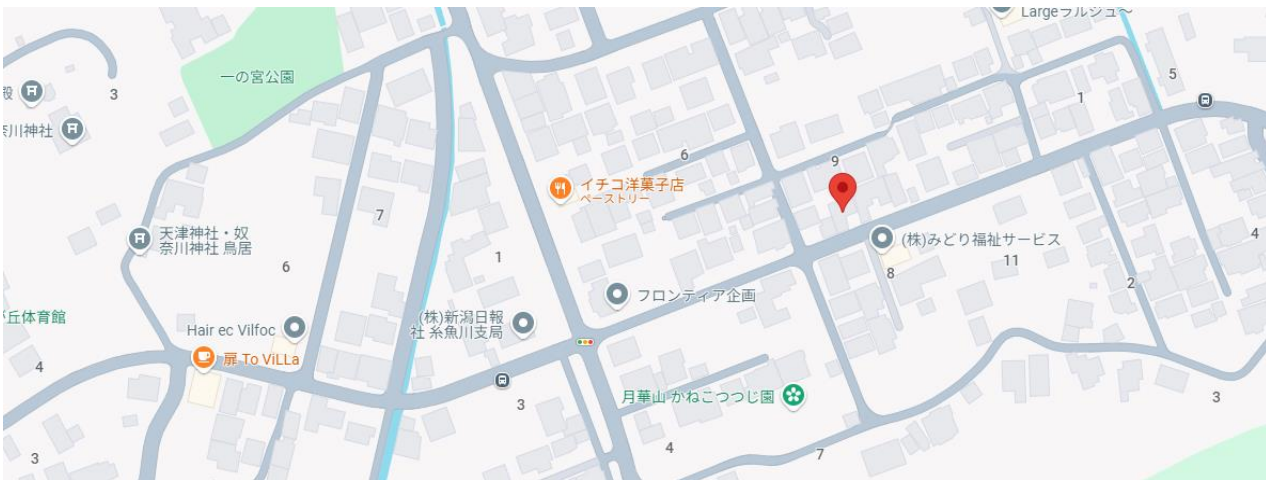 Largeラルジュ～
一の宮公園
殿
3
5
1
奈川神社
6
9
イチコ洋菓子店
ペーストリー
7
天津神社・奴
奈川神社 鳥居
(株)みどり福祉サービス
4
1
6
8
11
2
フロンティア企画
が丘体育館
(株)新潟日報
社 糸魚川支局
Hair ec Vilfoc
扉 To ViLLa
4
月華山 かねこつつじ園
3
3
4
7
3